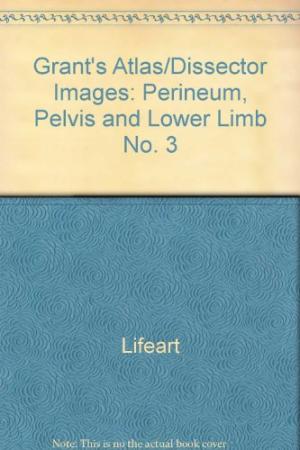 Grant's Atlas/Dissector
Images: Perineum,
Pelvis and Lower Limb
No. 3
Lifeart
Note: This is no the actual book cover